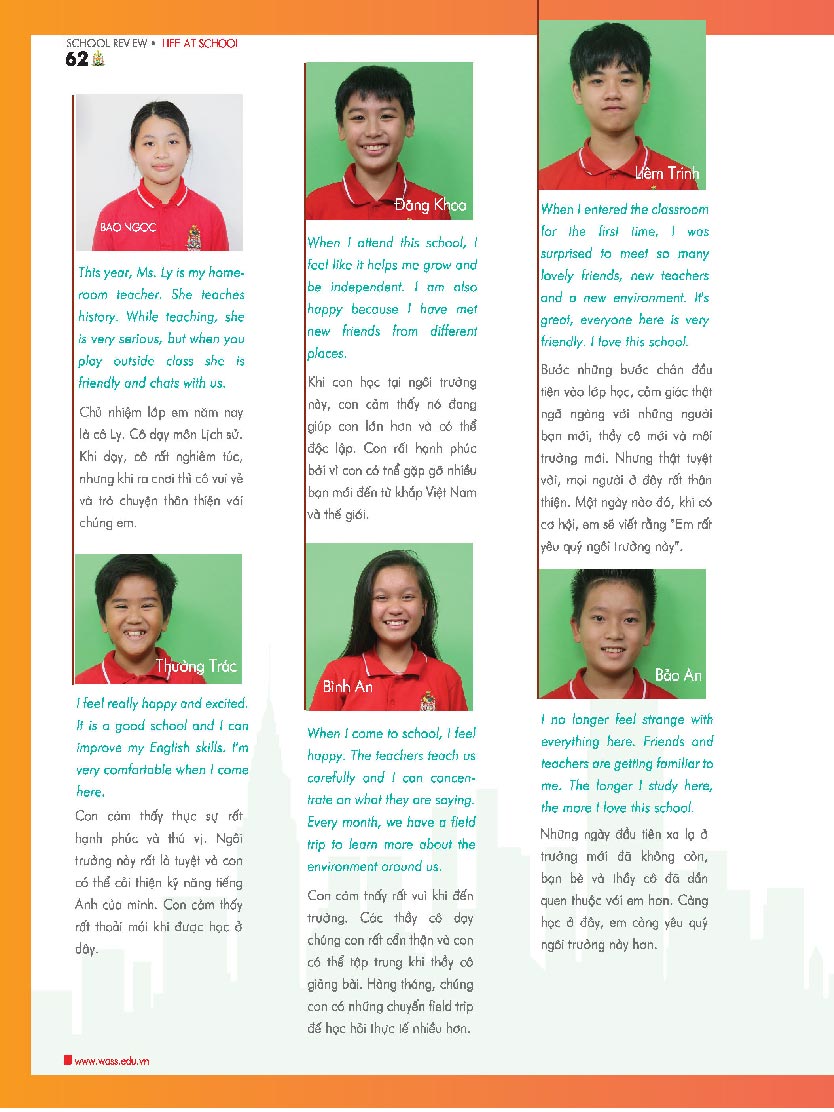 SCHOOL REVIEW • LIFE AT SCHOOL
62
BẢO NGỌC
This year, Ms. Ly is my home-
room teacher. She teaches
history. While teaching, she
is very serious, but when you
play outside class she is
friendly and chats with us.
Chủ nhiệm lớp em năm nay
là cô Ly. Cô dạy môn Lịch sử.
Khi dạy, cô rất nghiêm túc,
nhưng khi ra chơi thì cô vui vẻ
và trò chuyện thân thiện với
chúng em.
Thường Trác
I feel really happy and excited.
It is a good school and I can
improve my English skills. I'm
very comfortable when I come
here.
Con cảm thấy thực sự rất
hạnh phúc và thú vị. Ngôi
trường này rất là tuyệt và con
có thể cải thiện kỹ năng tiếng
Anh của mình. Con cảm thấy
rất thoải mái khi được học ở
đây.
Đăng Khoa
When I attend this school, I
feel like it helps me grow and
be independent. I am also
happy because I have met
new friends from different
places.
Khi con học tại ngôi trường
này, con cảm thấy nó đang
giúp con lớn hơn và có thể
độc lập. Con rất hạnh phúc
bởi vì con có thể gặp gỡ nhiều
bạn mới đến từ khắp Việt Nam
và thế giới.
Bình An
When I come to school, I feel
happy. The teachers teach us
carefully and I can concen-
trate on what they are saying.
Every month, we have a field
trip to learn more about the
environment around us.
Con cảm thấy rất vui khi đến
trường. Các thầy cô dạy
chúng con rất cẩn thận và con
có thể tập trung khi thầy cô
giảng bài. Hàng tháng, chúng
con có những chuyến field trip
để học hỏi thực tế nhiều hơn.
Liêm Trinh
When I entered the classroom
for the first time, I was
surprised to meet so many
lovely friends, new teachers
and a new environment. It's
great, everyone here is very
friendly. I love this school.
Bước những bước chân đầu
tiên vào lớp học, cảm giác thật
ngỡ ngàng với những người
bạn mới, thầy cô mới và môi
trường mới. Nhưng thật tuyệt
vời, mọi người ở đây rất thân
thiện. Một ngày nào đó, khi có
cơ hội, em sẽ viết rằng "Em rất
yêu quý ngôi trường này".
Bảo An
I no longer feel strange with
everything here. Friends and
teachers are getting familiar to
me. The longer I study here,
the more I love this school.
Những ngày đầu tiên xa lạ ở
trường mới đã không còn,
bạn bè và thầy cô đã dần
quen thuộc với em hơn. Càng
học ở đây, em càng yêu quý
ngôi trường này hơn.
www.wass.edu.vn